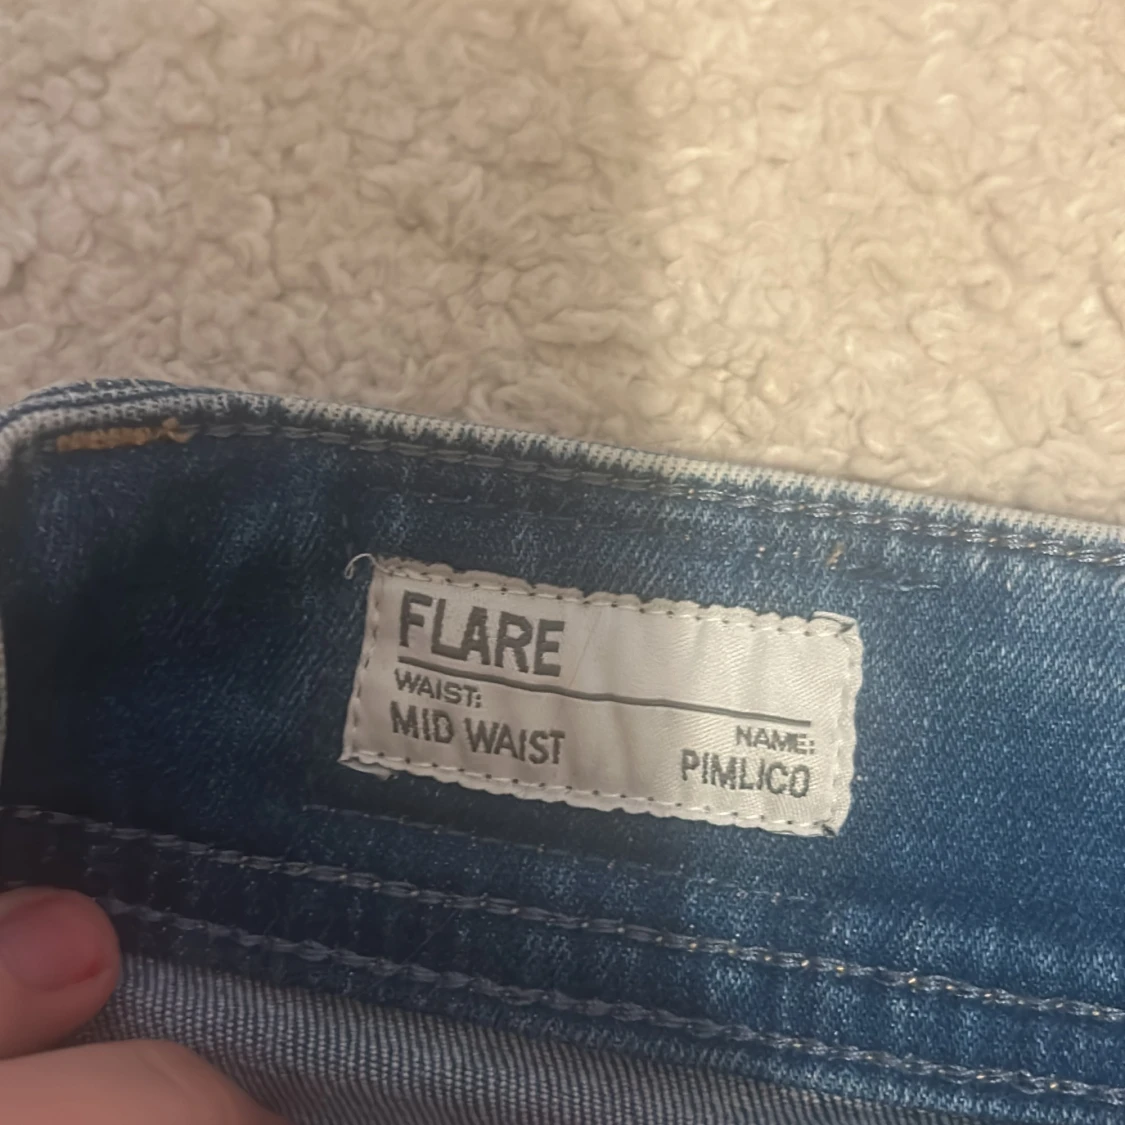 FLARE
WAIST:
MID WAIST
NAME:
PIMLICO